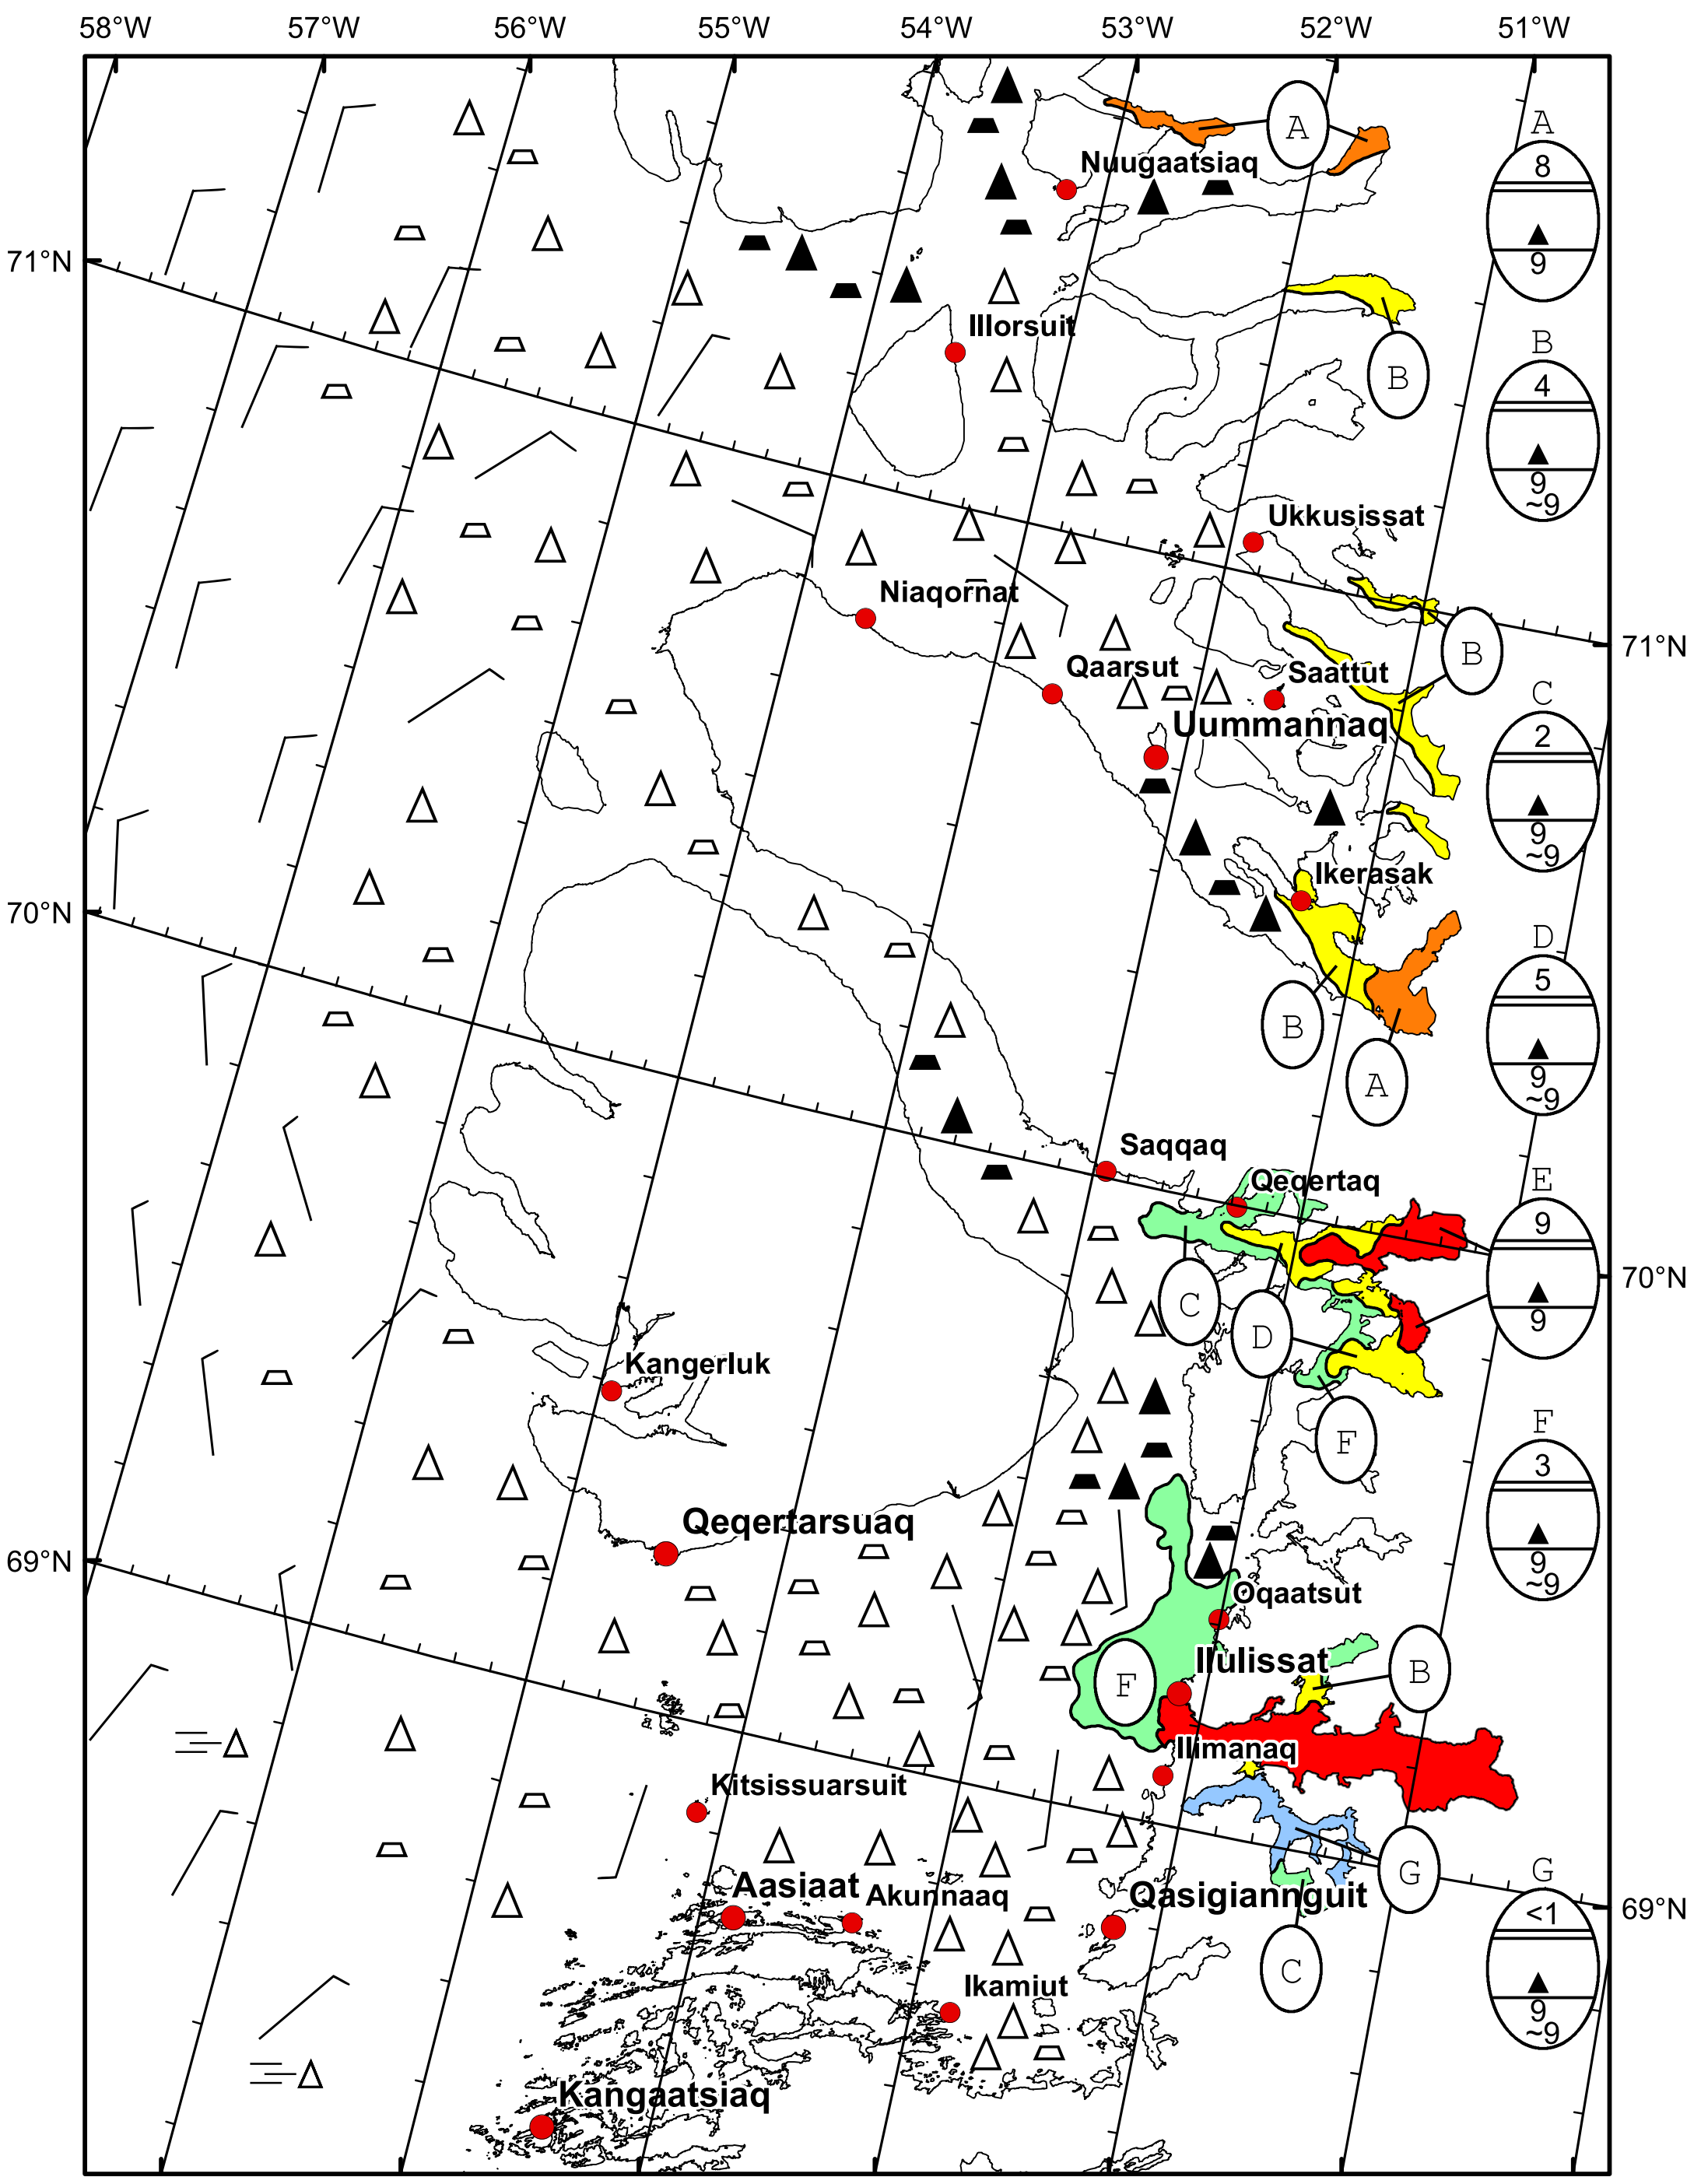 58°W 57°W 56°W 55°W 54°W 53°W 52°W 51°W
A
A
8
9
Nuugaatsiaq
71°N
Illorsuit
B
B
4
9
~9
Ukkusissat
Niaqornat
B
71°N
Qaarsut
Saattut
Uummannaq
C
2
9
~9
Ikerasak
70°N
B
A
D
5
9
~9
Saqqaq
Qeqertaq
E
9
9
70°N
C
D
Kangerluk
F
F
3
9
~9
Qeqertarsuaq
69°N
Oqaatsut
Ilulissat
B
F
Ilimanaq
Kitsissuarsuit
G
G
<1
9
~9
Aasiaat
Akunnaaq
Qasigiannguit
69°N
C
Ikamiut
Kangaatsiaq